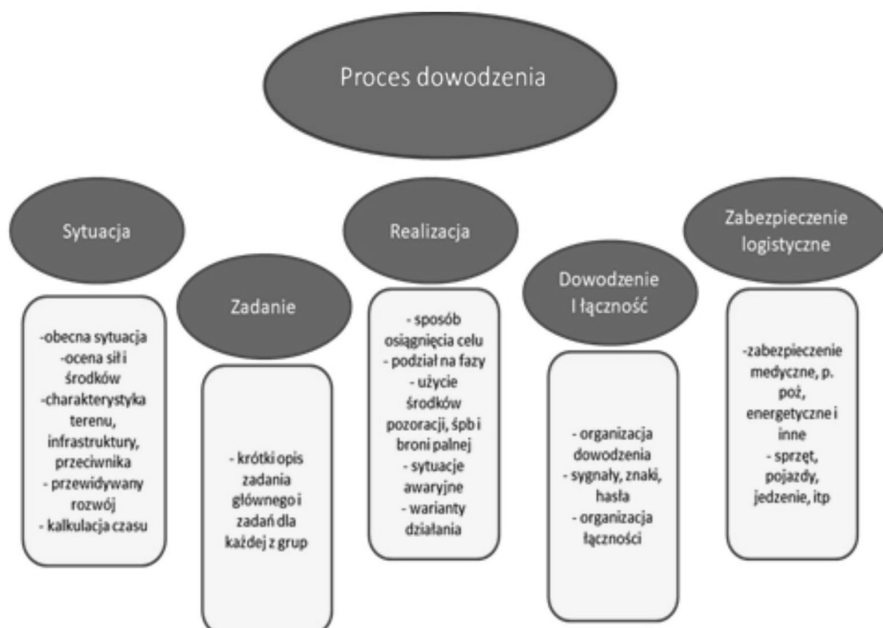 Proces dowodzenia
Sytuacja
-obecna sytuacja
-ocena sił i
środków
-charakterystyka
terenu,
infrastruktury,
przeciwnika
- przewidywany
rozwój
- kalkulacja czasu
Zadanie
- krótki opis
zadania
głównego i
zadań dla
każdej z grup
Realizacja
- sposób
osiągnięcia celu
- podział na fazy
- użycie
środków
pozoracji, śpb i
broni palnej
- sytuacje
awaryjne
- warianty
działania
Dowodzenie
I łączność
- organizacja
dowodzenia
- sygnały, znaki,
hasła
- organizacja
łączności
Zabezpieczenie
logistyczne
-zabezpieczenie
medyczne, p.
poż,
energetyczne i
inne
- sprzęt,
pojazdy,
jedzenie, itp